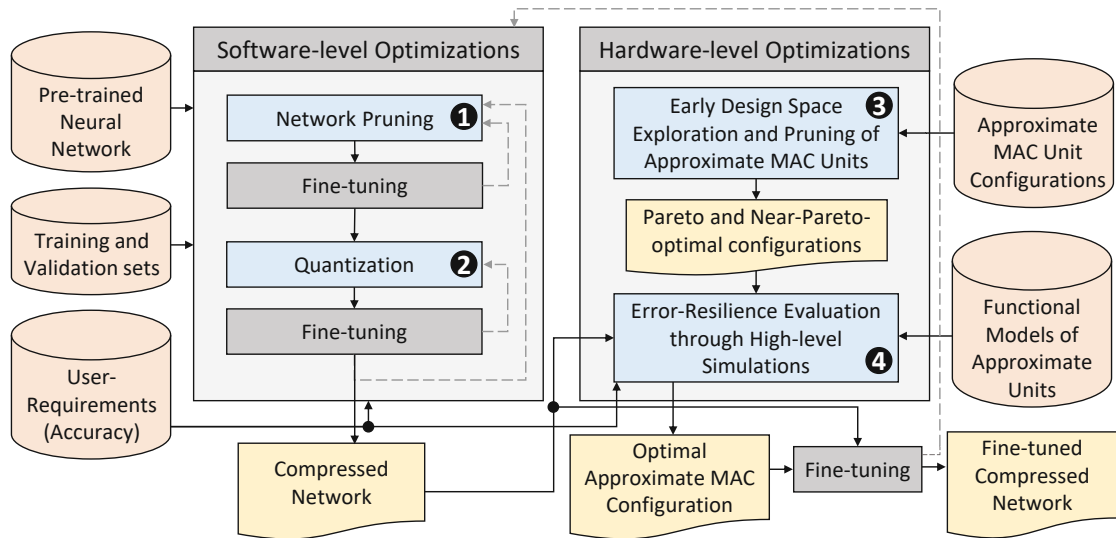 Software-level Optimizations
Hardware-level Optimizations
Pre-trained
Neural
Network
Training and
Validation sets
User-
Requirements
(Accuracy)
Network Pruning
1
Fine-tuning
Quantization
2
Fine-tuning
Compressed
Network
3
Early Design Space
Exploration and Pruning of
Approximate MAC Units
Pareto and Near-Pareto-
optimal configurations
Error-Resilience Evaluation
through High-level
Simulations
4
Approximate
MAC Unit
Configurations
Functional
Models of
Approximate
Units
Optimal
Approximate MAC
Configuration
Fine-tuning
Fine-tuned
Compressed
Network